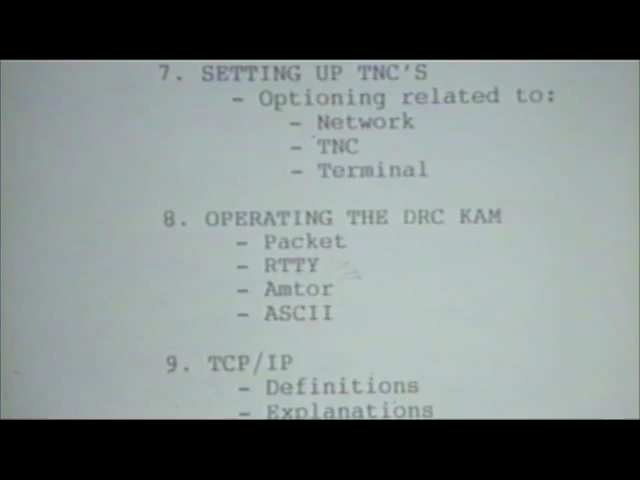 7. SETTING UP TNC'S
- Optioning related to:
- Network
- TNC
- Terminal
8. OPERATING THE DRC KAM
- Packet
- RTTY
- Amtor
- ASCII
9. TCP/IP
- Definitions
- Explanations